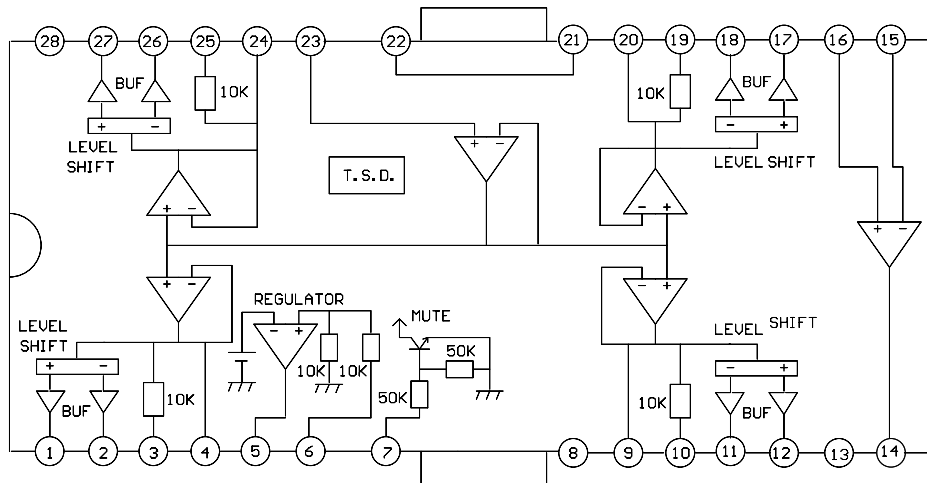 28 27 26 25 24 23 22 21 20 19 18 17 16 15
BUF 10K 10K BUF
+ - - +
LEVEL
SHIFT
LEVEL SHIFT
+ -
T.S.D.
+ - - + + -
+ - - +
REGULATOR
- +
MUTE
LEVEL
SHIFT
LEVEL SHIFT
50K
10K 10K
+ - - +
BUF 10K 50K 10K BUF
1 2 3 4 5 6 7 8 9 10 11 12 13 14